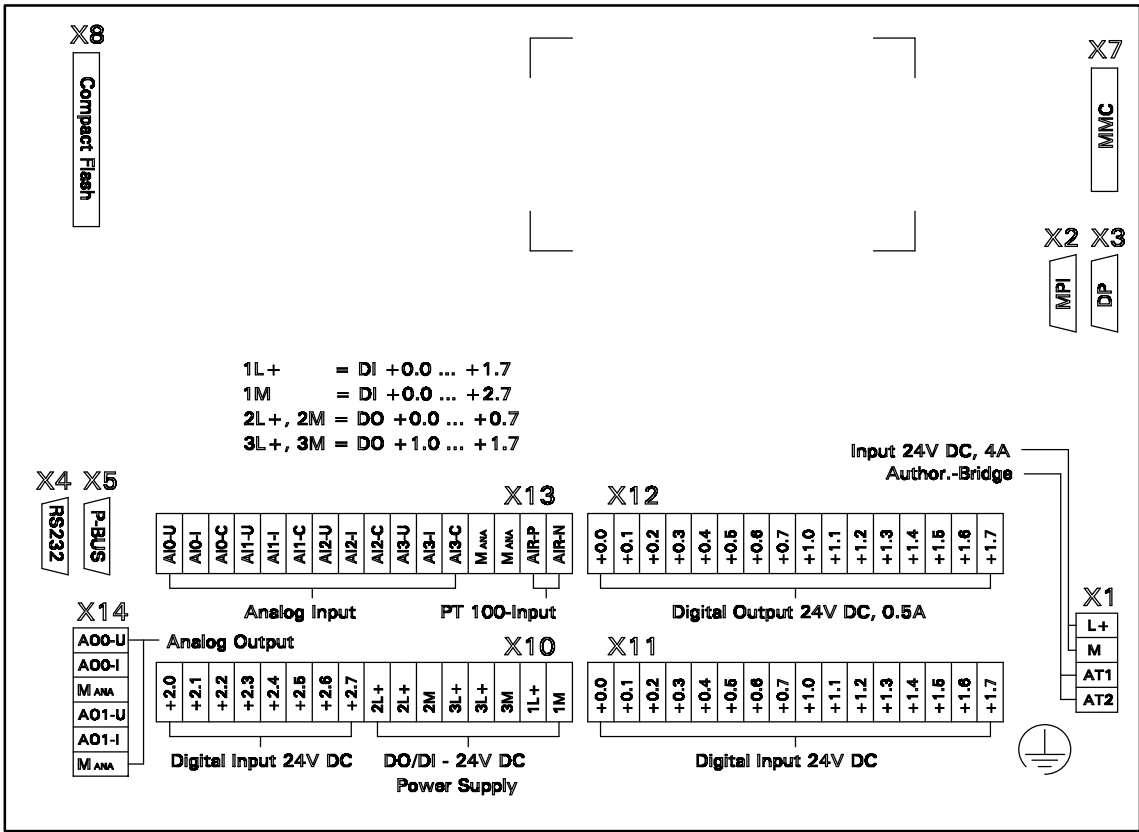 X8
Compact Flash
X7
MMC
X2 X3
MPI
DP
1L+ = DI +0.0 ... +1.7
1M = DI +0.0 ... +2.7
2L+, 2M = DO +0.0 ... +0.7
3L+, 3M = DO +1.0 ... +1.7
Input 24V DC, 4A
Author.-Bridge
X4 X5
RS232
P-BUS
X13
AI0-U
AI0-I
AI0-C
AI1-U
AI1-I
AI1-C
AI2-U
AI2-I
AI2-C
AI3-U
AI3-I
AI3-C
M ANA
M ANA
AIR-P
AIR-N
Analog Input
PT 100-Input
X12
+0.0
+0.1
+0.2
+0.3
+0.4
+0.5
+0.6
+0.7
+1.0
+1.1
+1.2
+1.3
+1.4
+1.5
+1.6
+1.7
Digital Output 24V DC, 0.5A
X1
L+
M
AT1
AT2
X14
AO0-U
AO0-I
M ANA
AO1-U
AO1-I
M ANA
Analog Output
X10
+2.0
+2.1
+2.2
+2.3
+2.4
+2.5
+2.6
+2.7
2L+
2L+
2M
3L+
3L+
3M
1L+
1M
Digital Input 24V DC
DO/DI - 24V DC
Power Supply
X11
+0.0
+0.1
+0.2
+0.3
+0.4
+0.5
+0.6
+0.7
+1.0
+1.1
+1.2
+1.3
+1.4
+1.5
+1.6
+1.7
Digital Input 24V DC